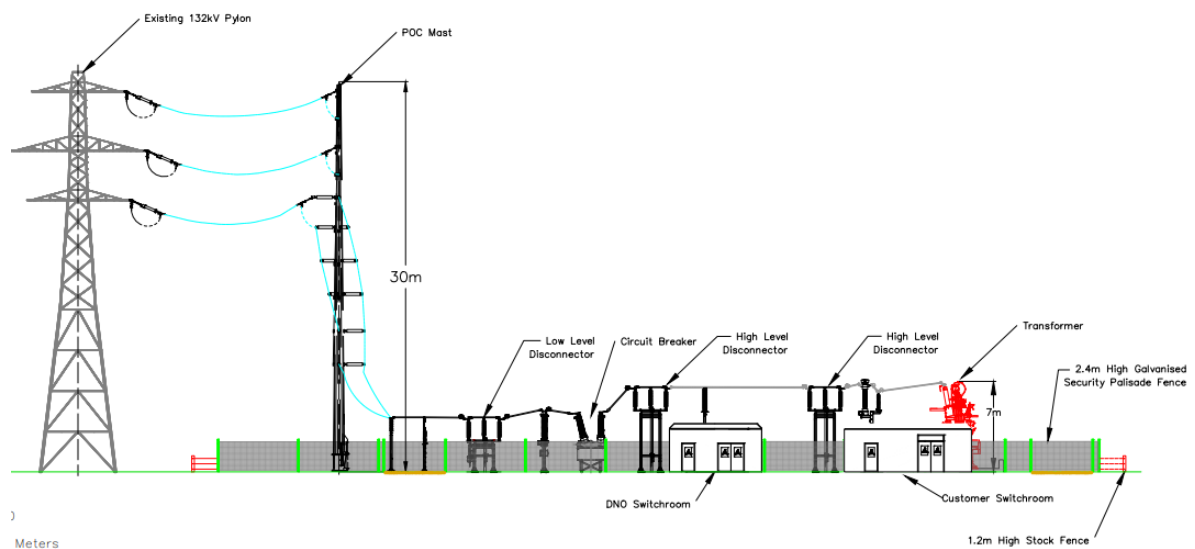 Existing 132kV Pylon
POC Mast
30m
Low Level
Disconnector
Circuit Breaker
High Level
Disconnector
High Level
Disconnector
Transformer
2.4m High Galvanised
Security Palisade Fence
7m
DNO Switchroom
Customer Switchroom
1.2m High Stock Fence
Meters